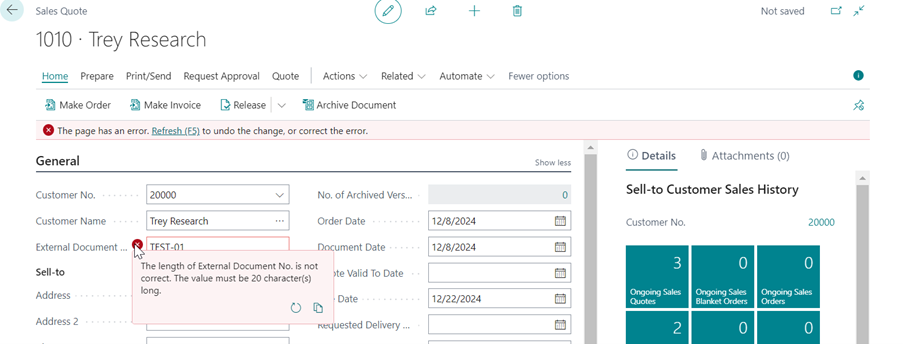 Sales Quote
Not saved
1010 · Trey Research
Home Prepare Print/Send Request Approval Quote Actions Related Automate Fewer options
Make Order Make Invoice Release Archive Document
The page has an error. Refresh (F5) to undo the change, or correct the error.
General
Show less
Customer No. 20000
Customer Name Trey Research ...
External Document ... TEST-01
The length of External Document No. is not
correct. The value must be 20 character(s)
long.
Sell-to
Address
Address 2
No. of Archived Vers... 0
Order Date 12/8/2024
Document Date 12/8/2024
Valid To Date
Date 12/22/2024
Requested Delivery ...
Details Attachments (0)
Sell-to Customer Sales History
Customer No. 20000
3 0 0
Ongoing Sales Quotes
Ongoing Sales Blanket Orders
Ongoing Sales Orders
2 0 0